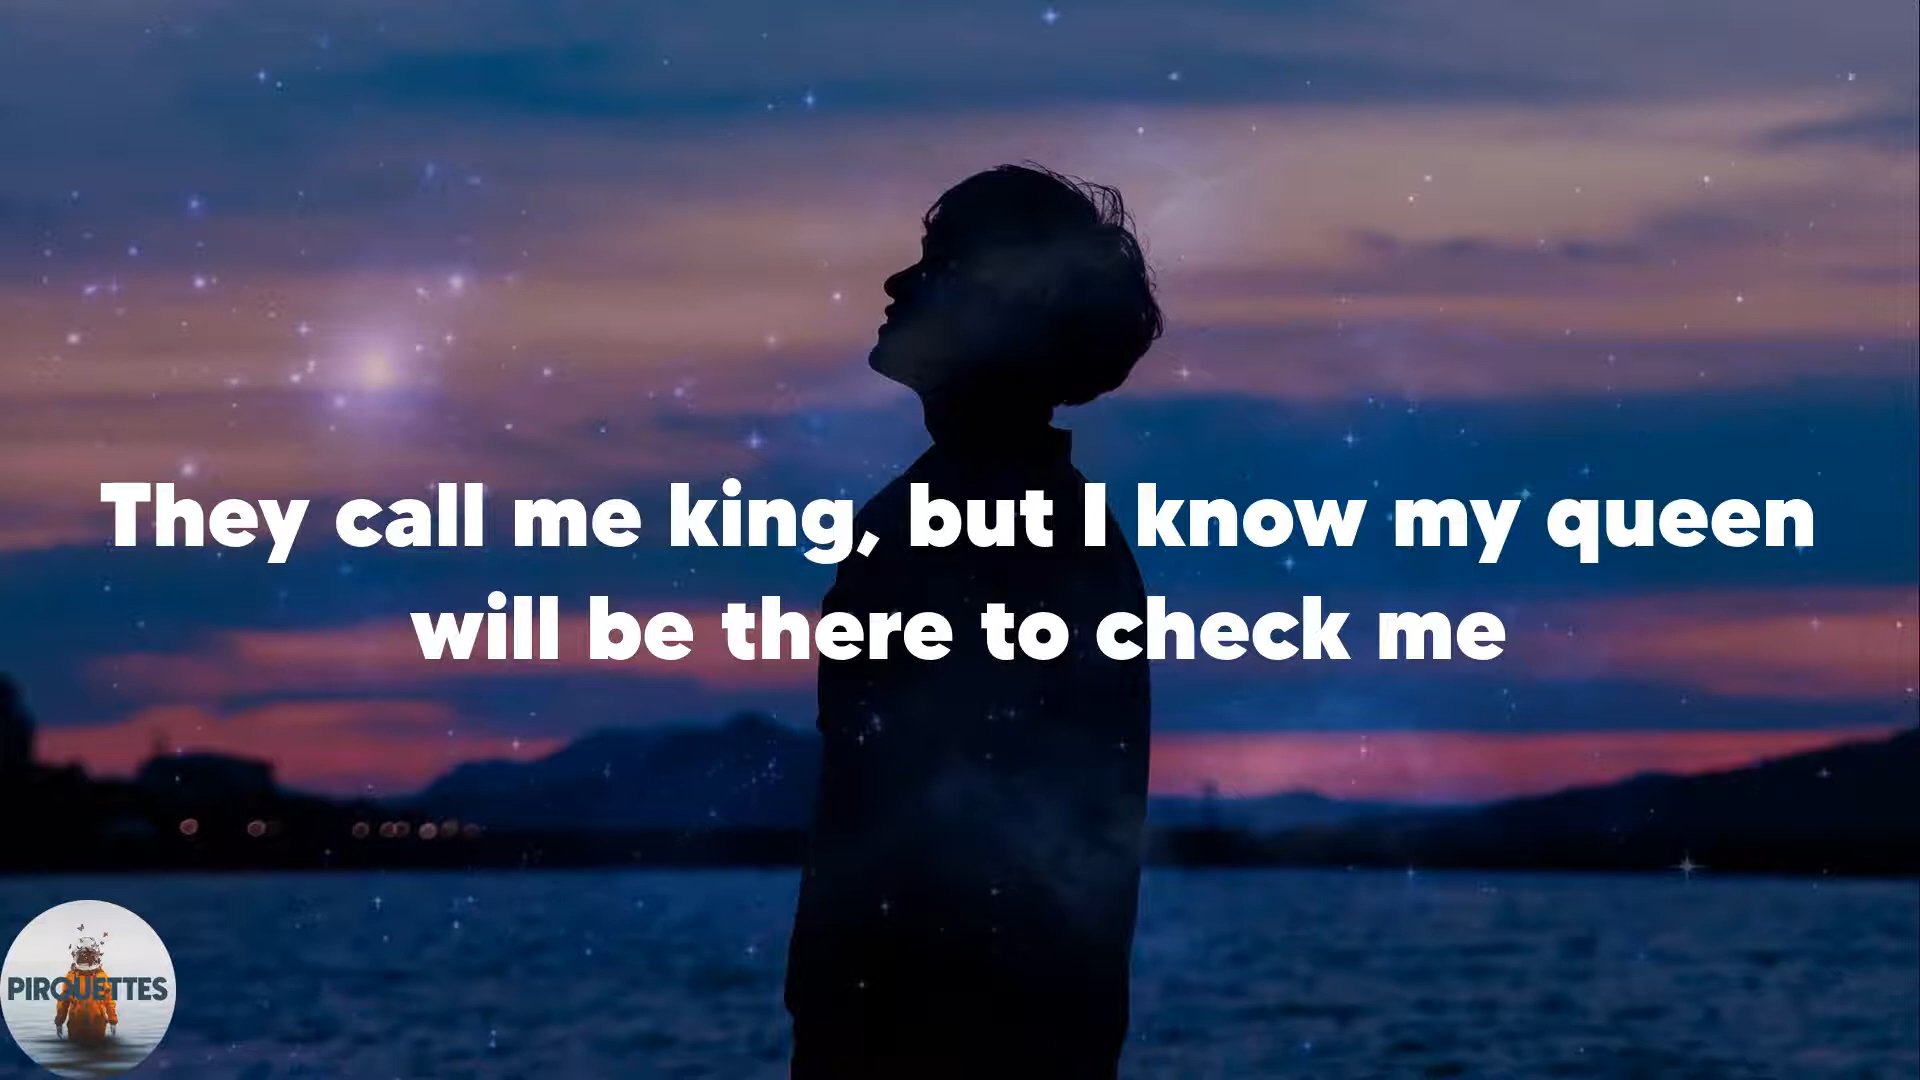 They call me king, but I know my queen
will be there to check me
PIRQUETTES